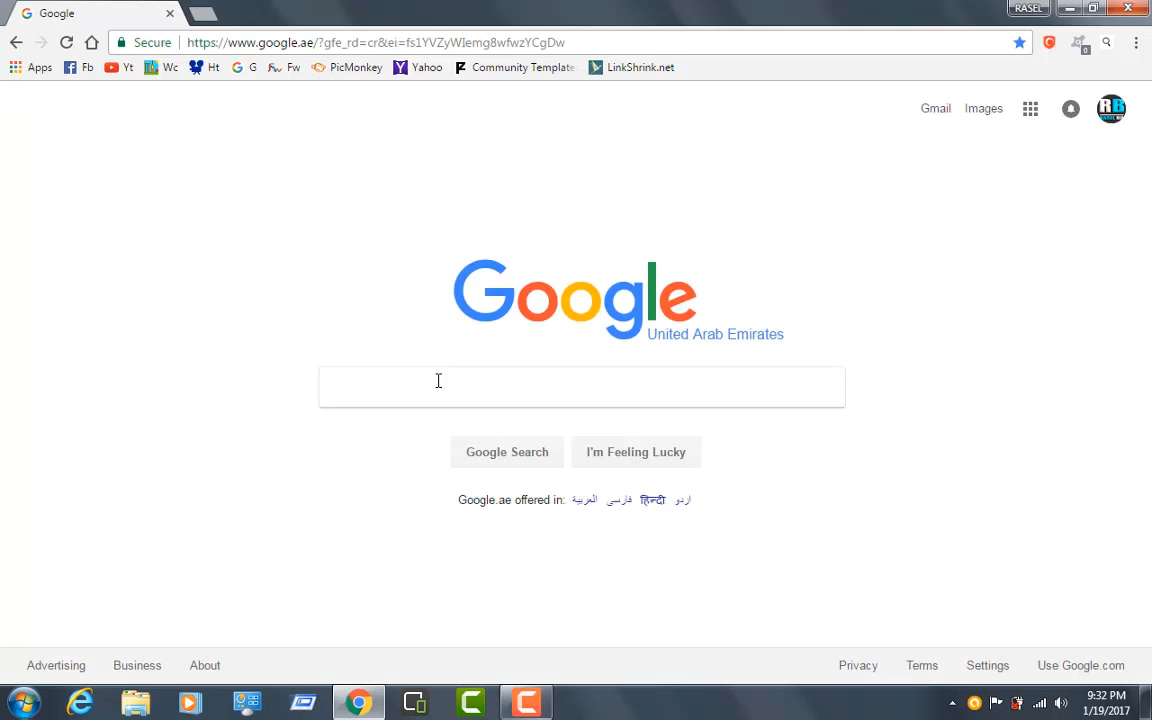 Google
RASEL
Secure https://www.google.ae/?gfe_rd=cr&ei=fs1YVZyWIemg8wfwzYCgDw
Apps Fb Yt Wc Ht G Fw PicMonkey Yahoo Community Template LinkShrink.net
Gmail Images RB
Google
United Arab Emirates
Google Search I'm Feeling Lucky
Google.ae offered in: العربية فارسی हिन्दी اردو
Advertising Business About Privacy Terms Settings Use Google.com
9:32 PM
1/19/2017